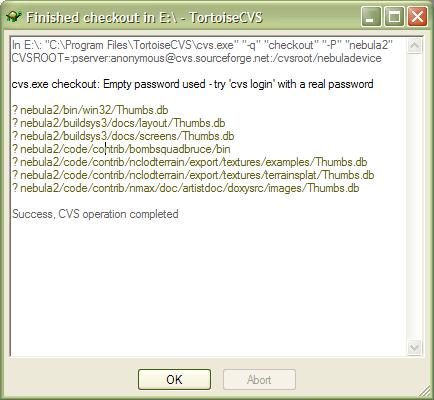 Finished checkout in E:\ - TortoiseCVS
In E:\: "C:\Program Files\TortoiseCVS\cvs.exe" "-q" "checkout" "-P" "nebula2"
CVSROOT=:pserver:anonymous@cvs.sourceforge.net:/cvsroot/nebuladevice
cvs.exe checkout: Empty password used - try 'cvs login' with a real password
? nebula2/bin/win32/Thumbs.db
? nebula2/buildsys3/docs/layout/Thumbs.db
? nebula2/buildsys3/docs/screens/Thumbs.db
? nebula2/code/contrib/bombsquadbruce/bin
? nebula2/code/contrib/nclodterrain/export/textures/examples/Thumbs.db
? nebula2/code/contrib/nclodterrain/export/textures/terrainsplat/Thumbs.db
? nebula2/code/contrib/nmax/doc/artistdoc/doxysrc/images/Thumbs.db
Success, CVS operation completed
OK
Abort